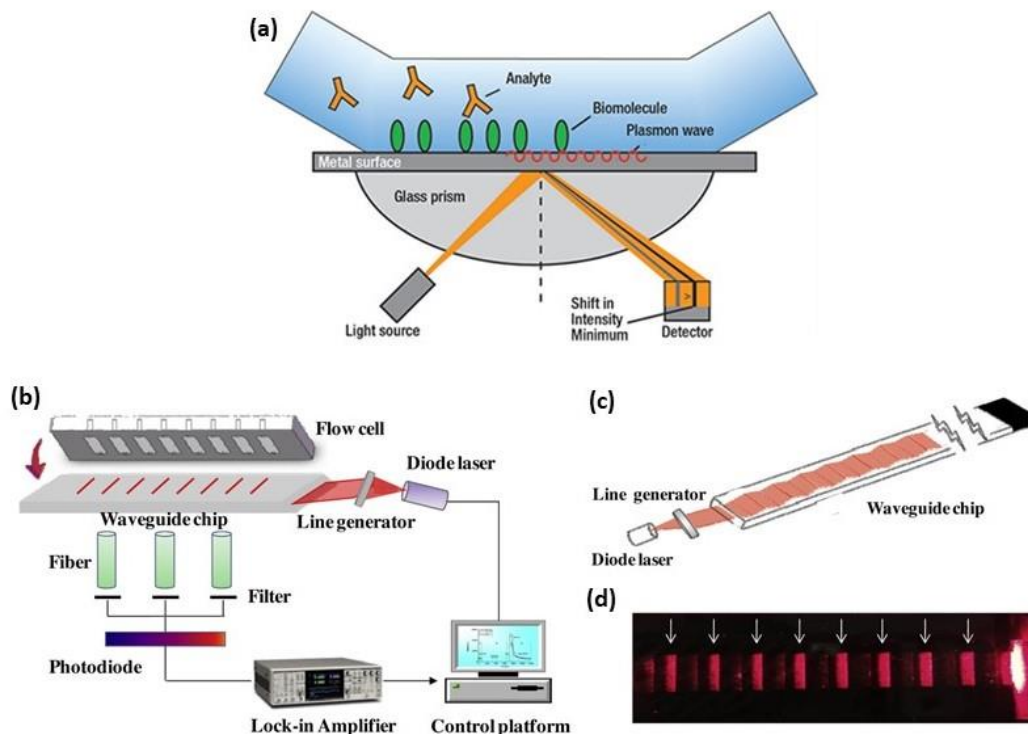 (a)
Analyte
Biomolecule
Plasmon wave
Metal surface
Glass prism
Light source
Shift in
Intensity
Minimum
Detector
(b)
Flow cell
Diode laser
Line generator
Waveguide chip
Fiber
Filter
Photodiode
Lock-in Amplifier
Control platform
(c)
Line generator
Waveguide chip
Diode laser
(d)